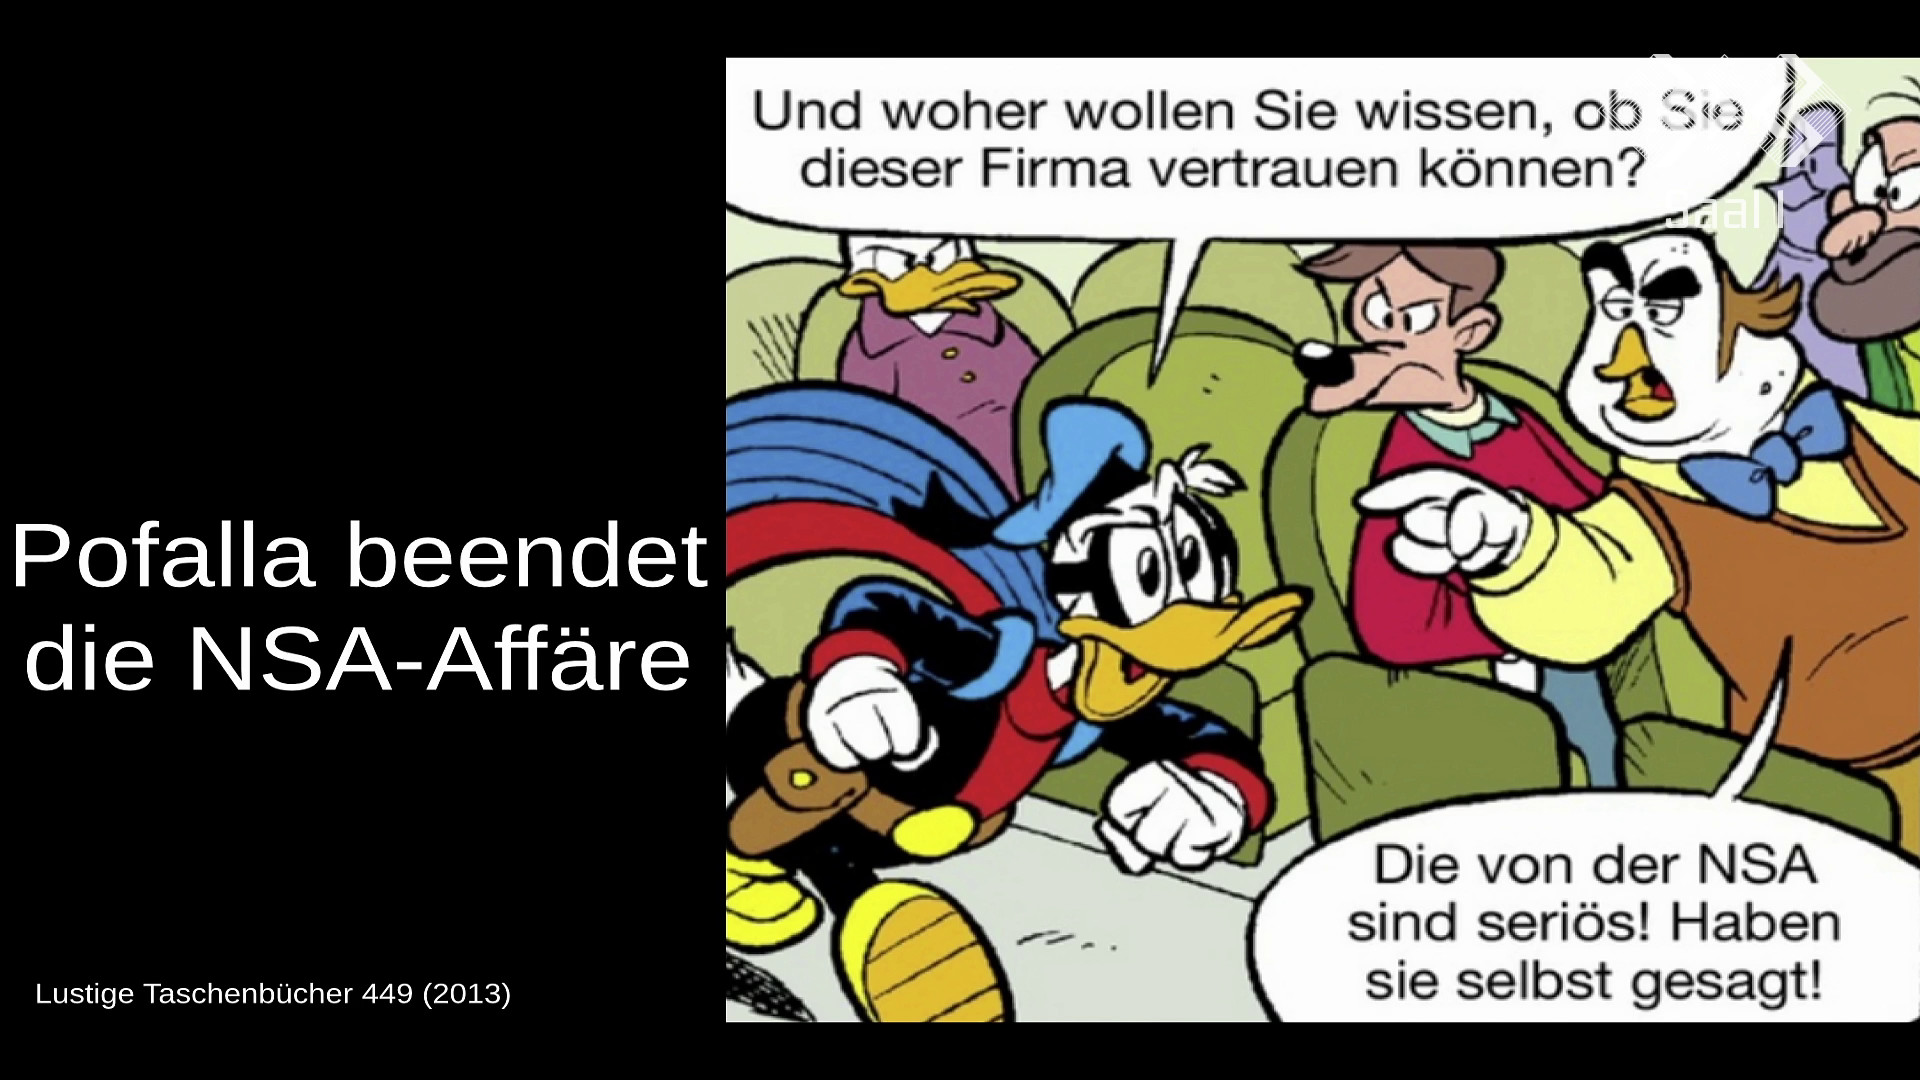 Und woher wollen Sie wissen, ob Sie
dieser Firma vertrauen können?
Saal 1
Pofalla beendet
die NSA-Affäre
Die von der NSA
sind seriös! Haben
sie selbst gesagt!
Lustige Taschenbücher 449 (2013)